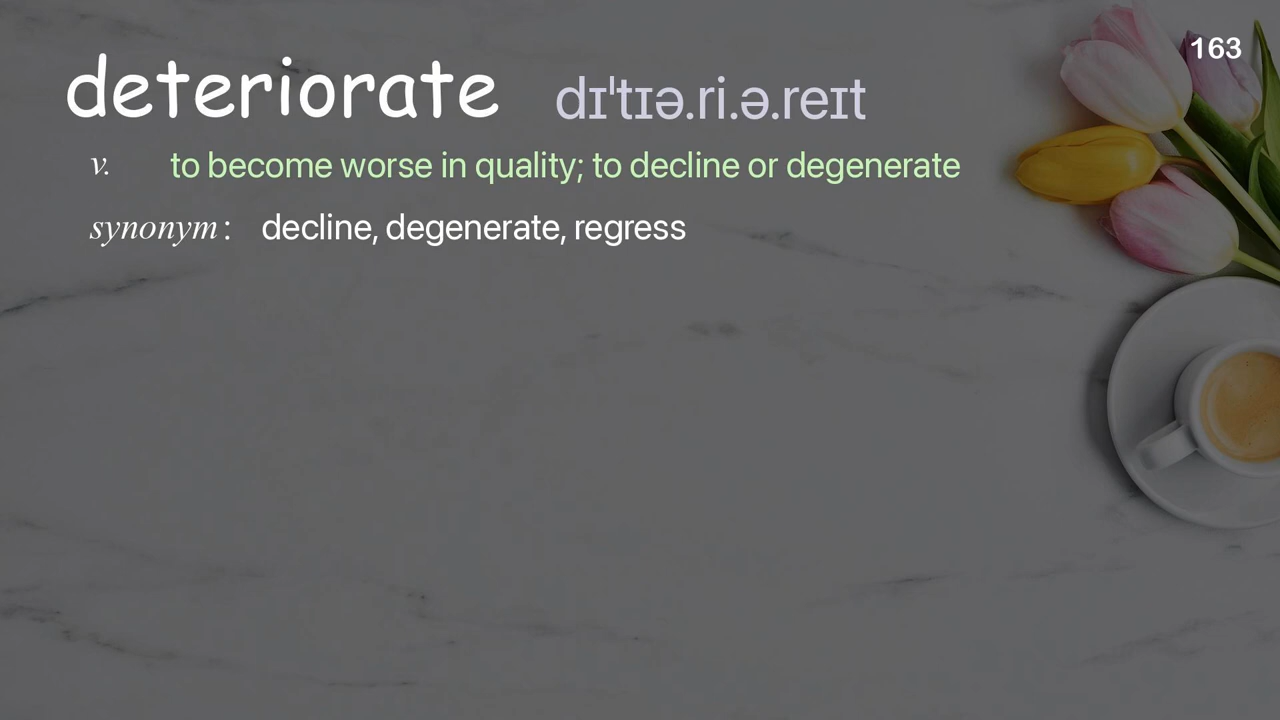 163
deteriorate dɪˈtɪə.ri.ə.reɪt
v. to become worse in quality; to decline or degenerate
synonym: decline, degenerate, regress